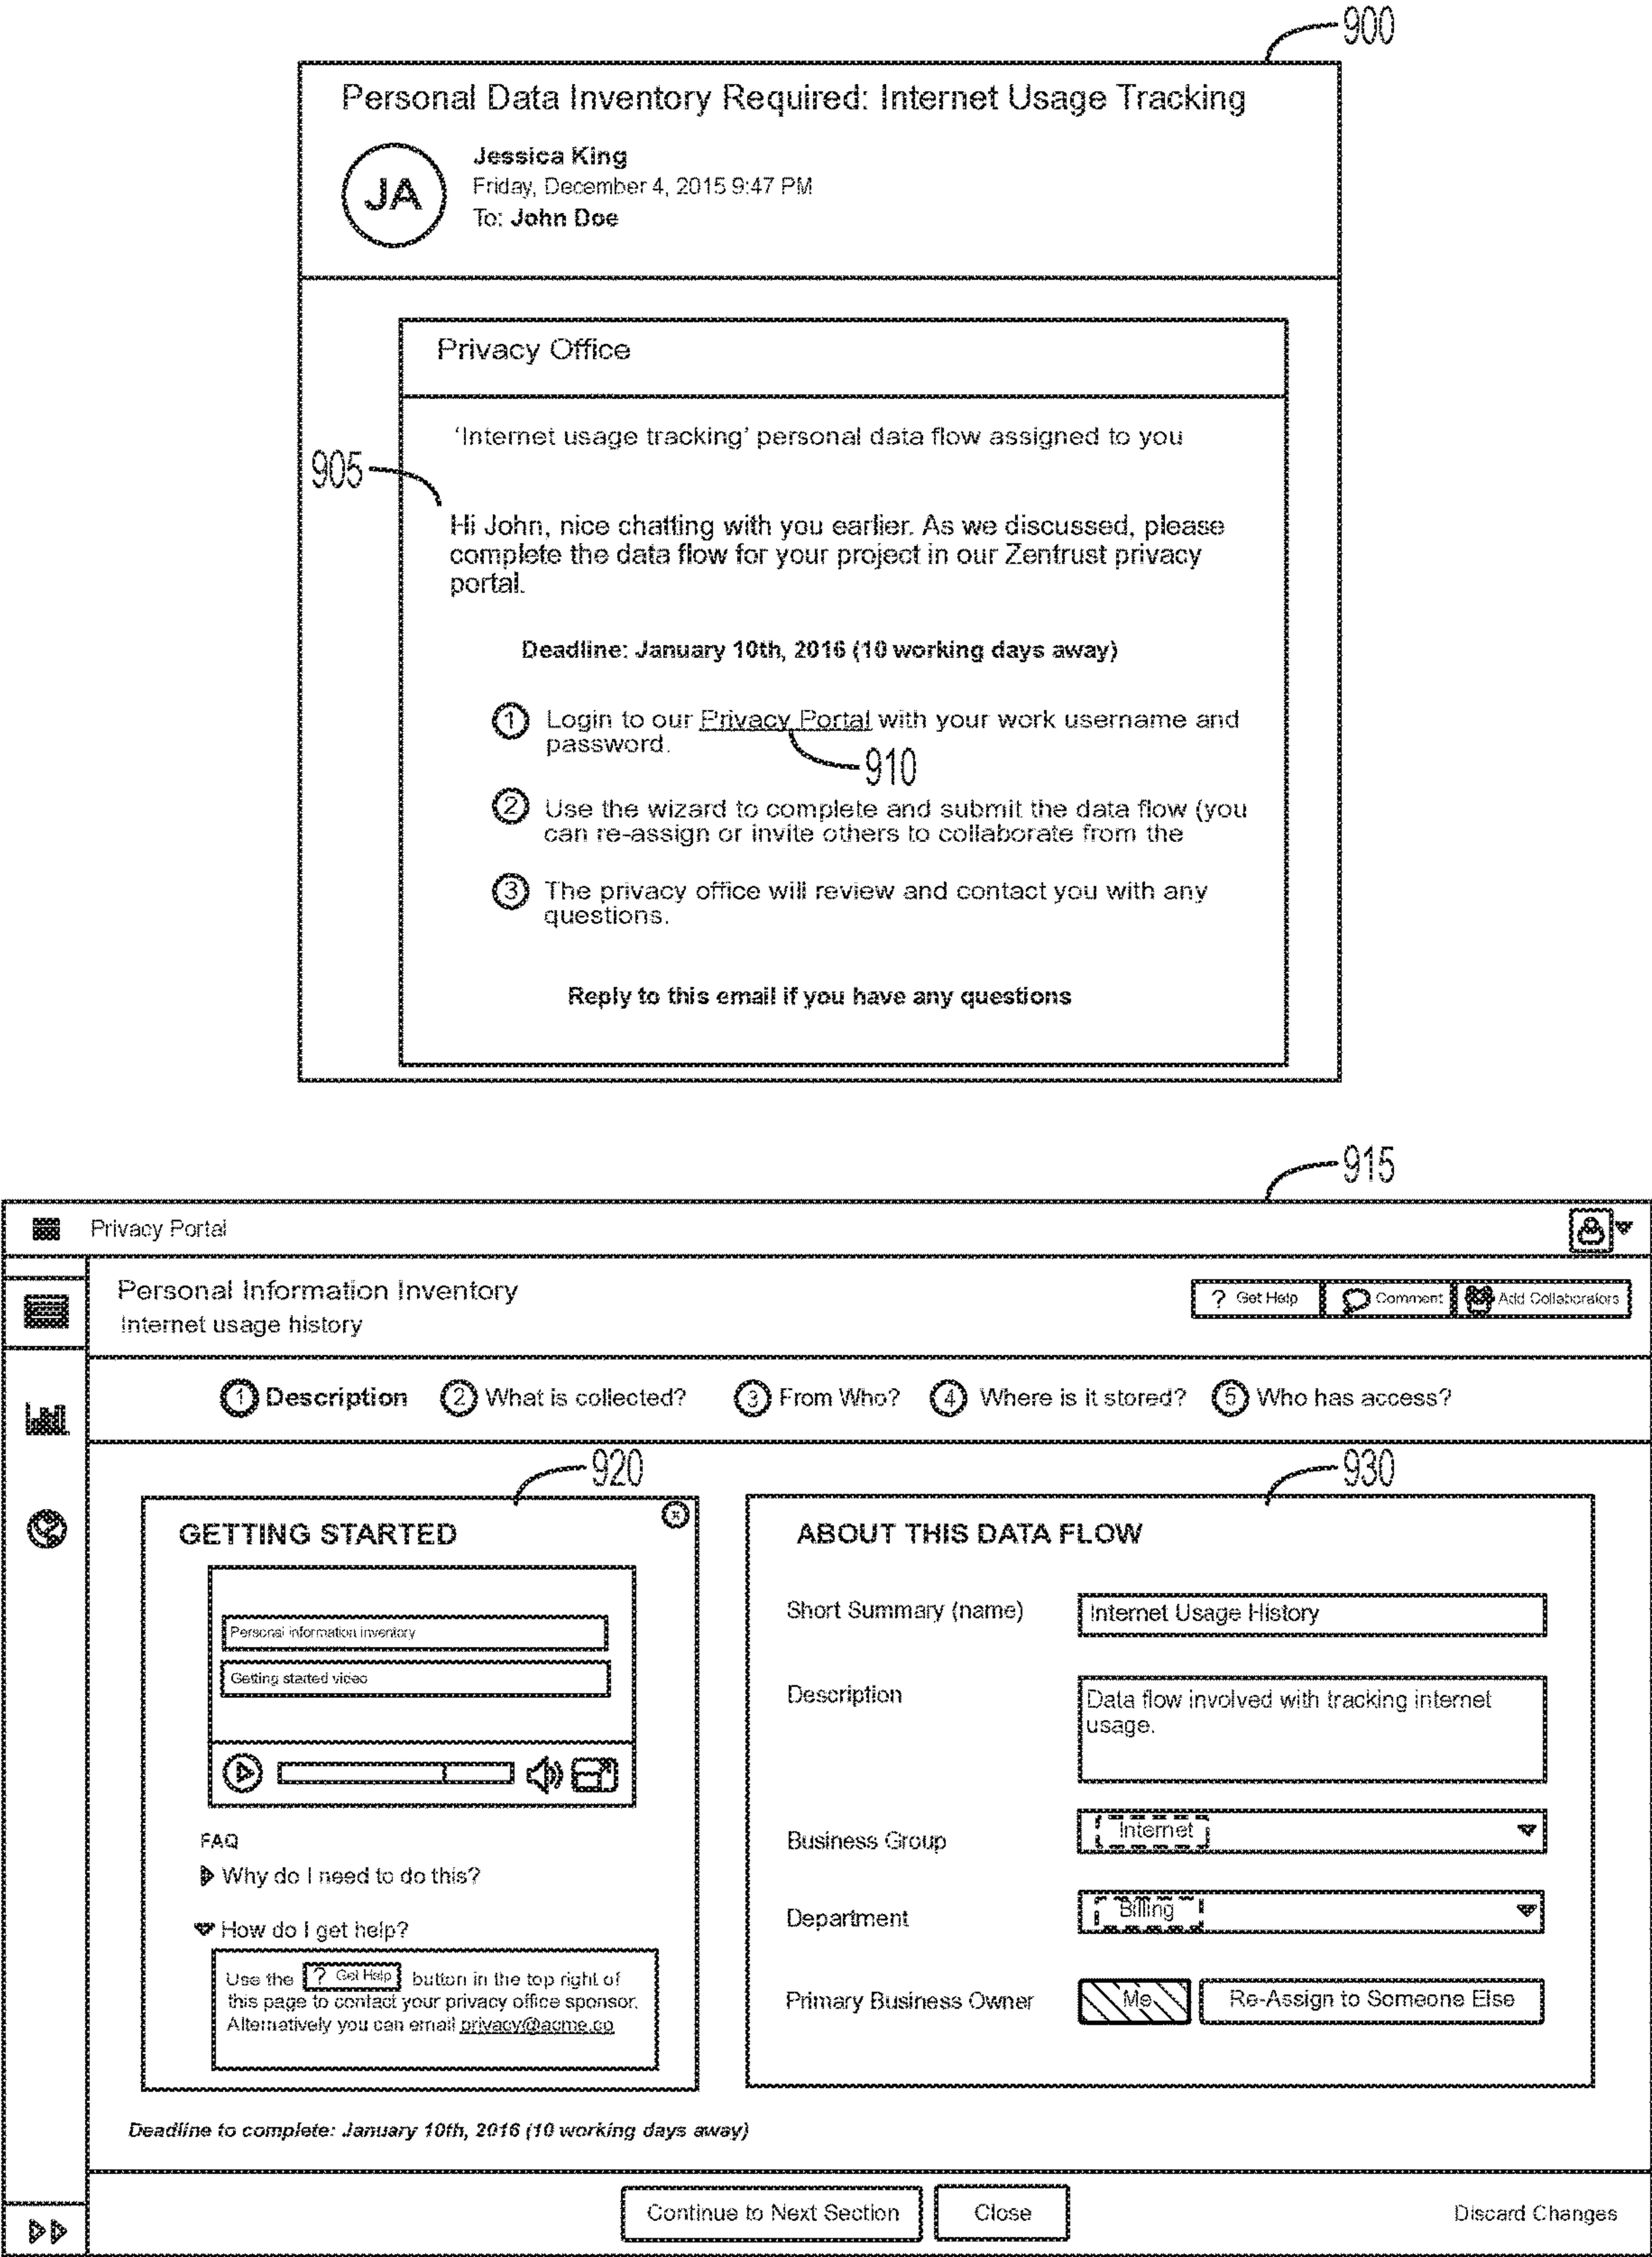 900
Personal Data Inventory Required: Internet Usage Tracking
JA
Jessica King
Friday, December 4, 2015 9:47 PM
To: John Doe
Privacy Office
'Internet usage tracking' personal data flow assigned to you
905
Hi John, nice chatting with you earlier. As we discussed, please
complete the data flow for your project in our Zentrust privacy
portal.
Deadline: January 10th, 2016 (10 working days away)
1 Login to our Privacy Portal with your work username and
password.
910
2 Use the wizard to complete and submit the data flow (you
can re-assign or invite others to collaborate from the
3 The privacy office will review and contact you with any
questions.
Reply to this email if you have any questions
915
Privacy Portal
Personal Information Inventory
Internet usage history
? Get Help Comment Add Collaborators
1 Description 2 What is collected? 3 From Who? 4 Where is it stored? 5 Who has access?
920
GETTING STARTED
Personal information inventory
Getting started video
FAQ
Why do I need to do this?
How do I get help?
Use the ? Get Help button in the top right of
this page to contact your privacy office sponsor.
Alternatively you can email privacy@acme.co
930
ABOUT THIS DATA FLOW
Short Summary (name) Internet Usage History
Description Data flow involved with tracking internet
usage.
Business Group Internet
Department Billing
Primary Business Owner Me Re-Assign to Someone Else
Deadline to complete: January 10th, 2016 (10 working days away)
Continue to Next Section Close Discard Changes